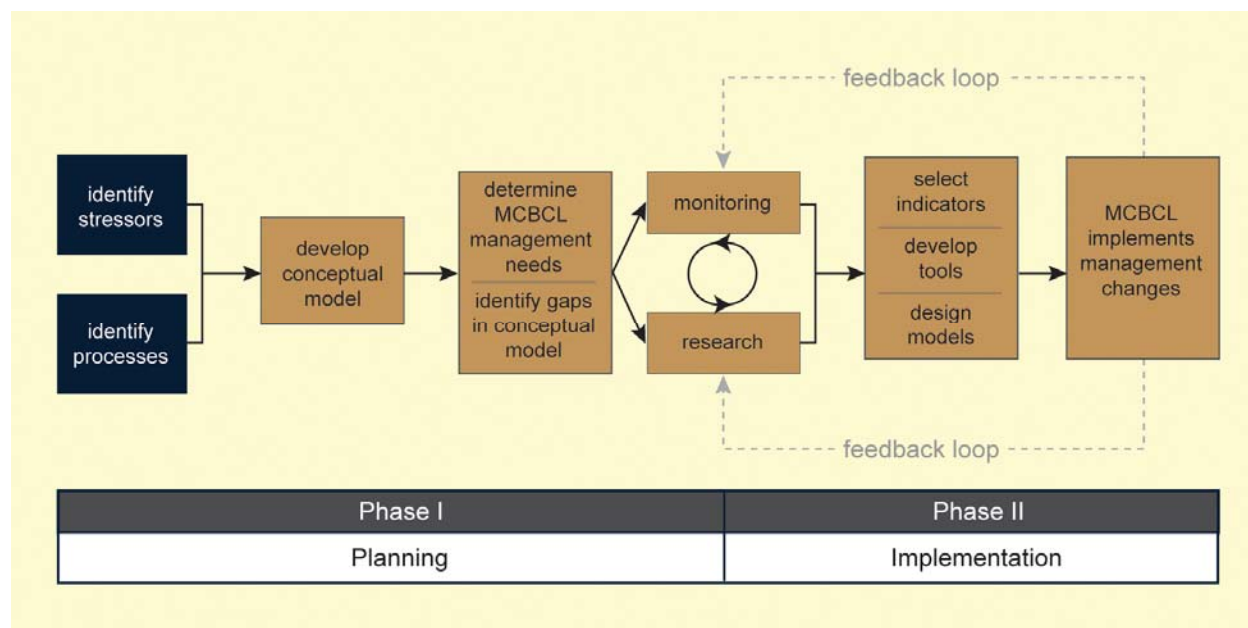 feedback loop
identify
stressors
identify
processes
develop
conceptual
model
determine
MCBCL
management
needs
identify gaps
in conceptual
model
monitoring
research
select
indicators
develop
tools
design
models
MCBCL
implements
management
changes
feedback loop
Phase I
Phase II
Planning
Implementation